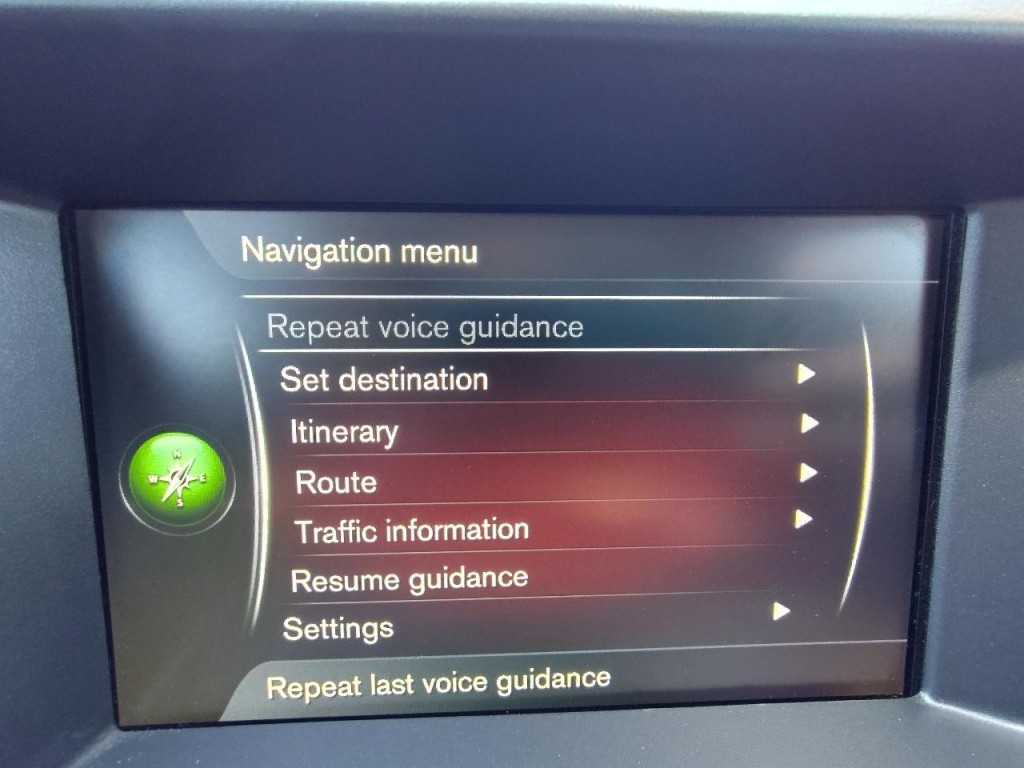 Navigation menu
Repeat voice guidance
Set destination
Itinerary
Route
Traffic information
Resume guidance
Settings
Repeat last voice guidance
N
W E
S